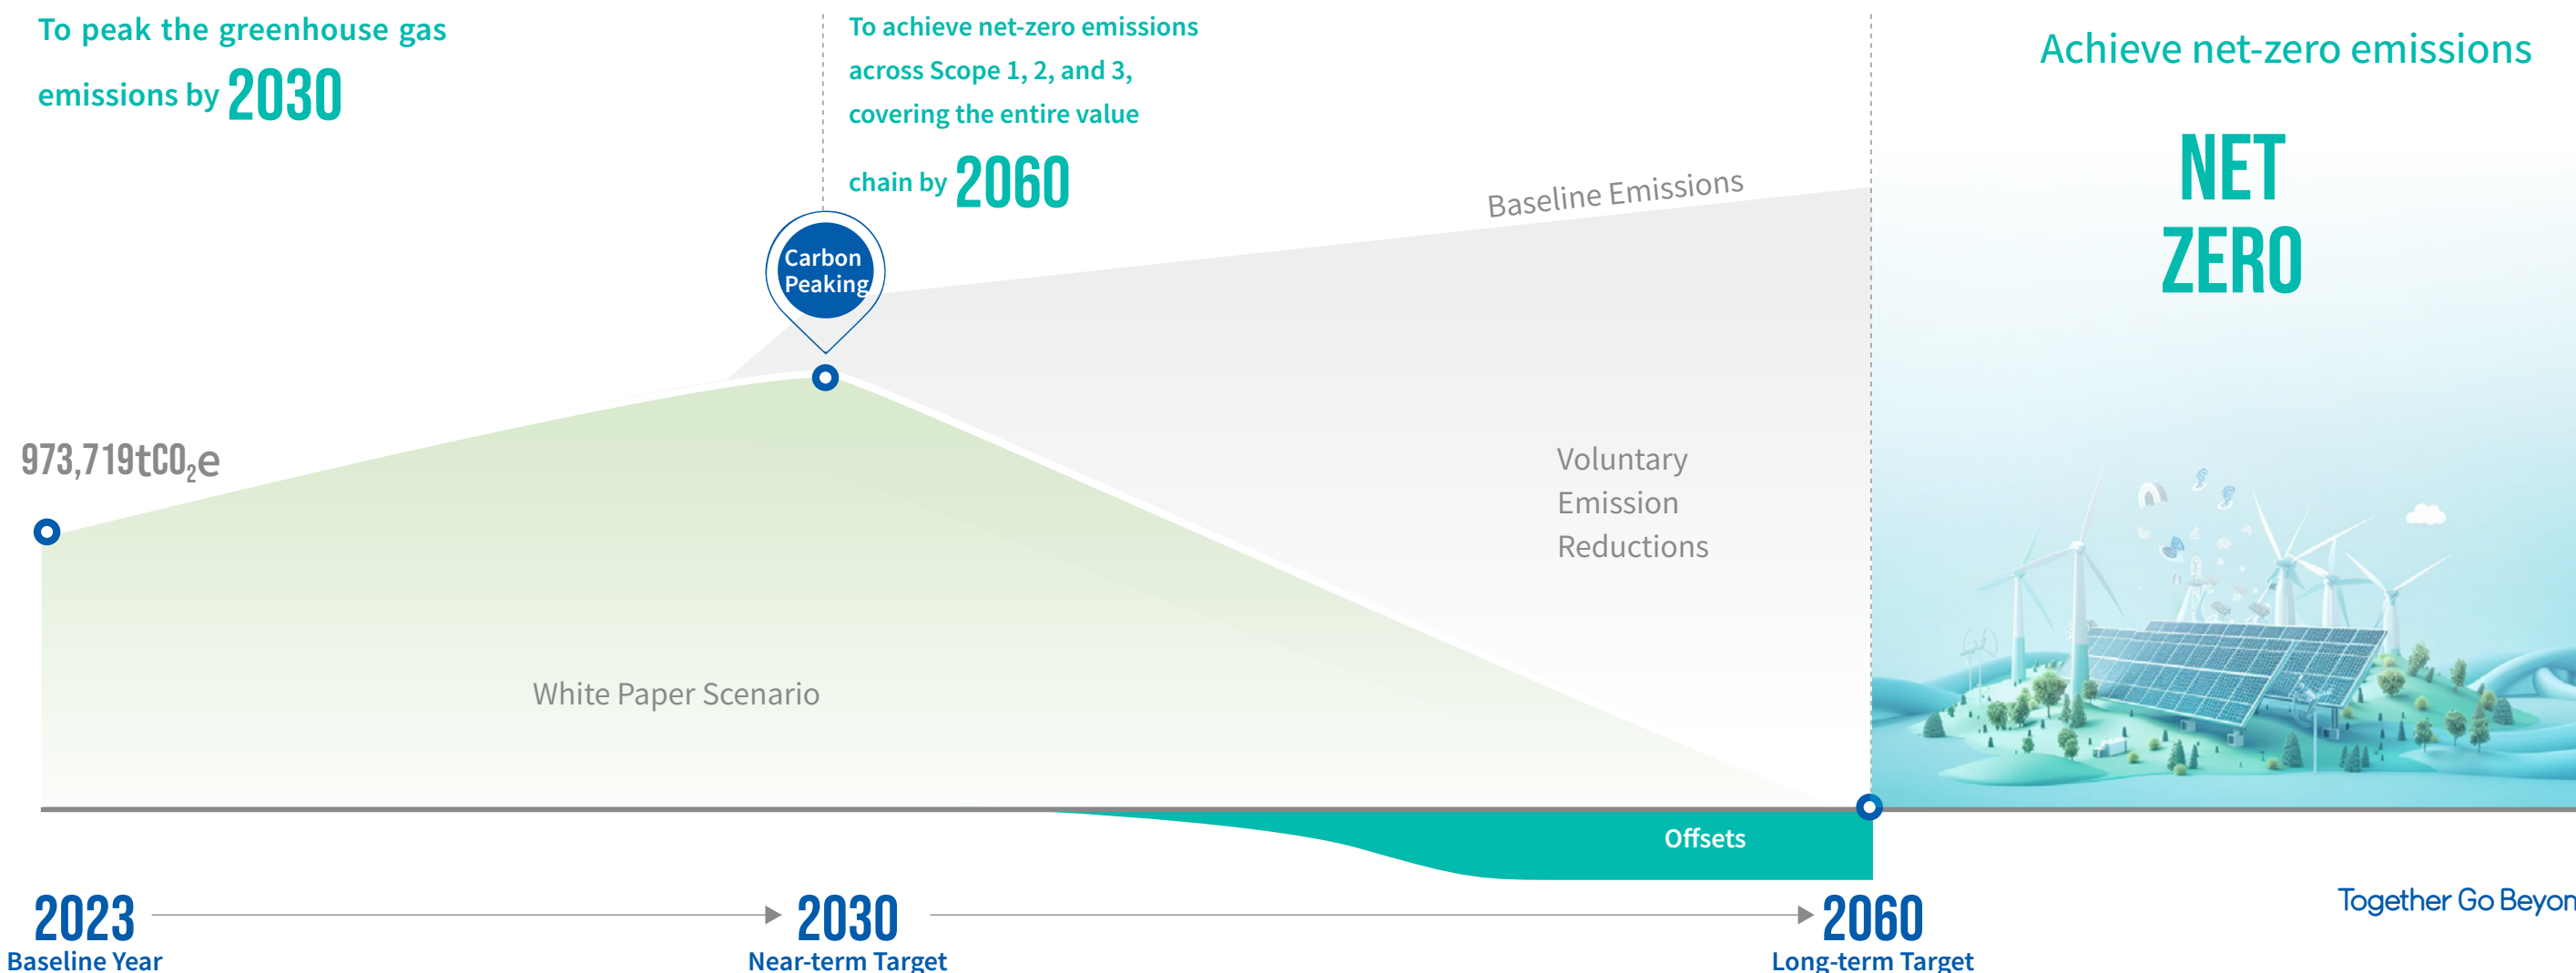 To peak the greenhouse gas
emissions by 2030
To achieve net-zero emissions
across Scope 1, 2, and 3,
covering the entire value
chain by 2060
Achieve net-zero emissions
NET
ZERO
Baseline Emissions
Carbon
Peaking
973,719tCO₂e
Voluntary
Emission
Reductions
White Paper Scenario
Offsets
2023
Baseline Year
2030
Near-term Target
2060
Long-term Target
Together Go Beyon